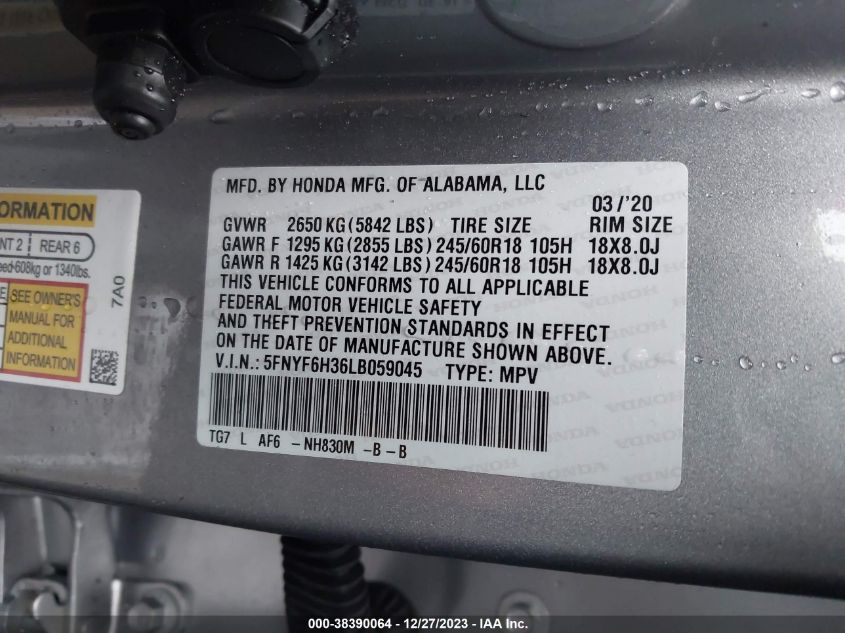 ORMATION
NT 2 REAR 6
608kg or 1340lbs.
SEE OWNER'S
MANUAL FOR
ADDITIONAL
INFORMATION
7A0
MFD. BY HONDA MFG. OF ALABAMA, LLC
03/'20
GVWR 2650 KG (5842 LBS) TIRE SIZE RIM SIZE
GAWR F 1295 KG (2855 LBS) 245/60R18 105H 18X8.0J
GAWR R 1425 KG (3142 LBS) 245/60R18 105H 18X8.0J
THIS VEHICLE CONFORMS TO ALL APPLICABLE
FEDERAL MOTOR VEHICLE SAFETY
AND THEFT PREVENTION STANDARDS IN EFFECT
ON THE DATE OF MANUFACTURE SHOWN ABOVE.
V.I.N.: 5FNYF6H36LB059045 TYPE: MPV
TG7 L AF6 - NH830M - B - B
000-38390064 - 12/27/2023 - IAA Inc.